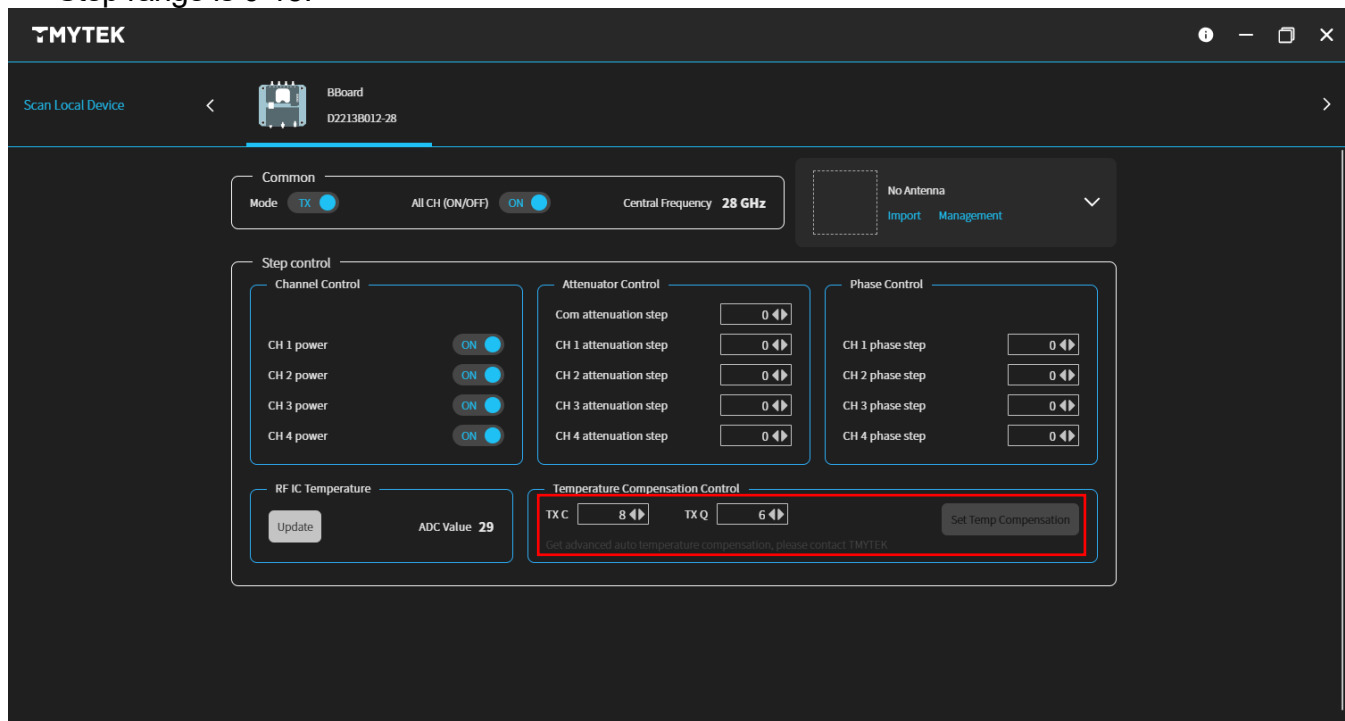 Step range is 0-15.
TMYTEK
Scan Local Device
BBoard
D2213B012-28
Common
Mode TX All CH (ON/OFF) ON Central Frequency 28 GHz
No Antenna
Import Management
Step control
Channel Control
CH 1 power ON
CH 2 power ON
CH 3 power ON
CH 4 power ON
Attenuator Control
Com attenuation step 0
CH 1 attenuation step 0
CH 2 attenuation step 0
CH 3 attenuation step 0
CH 4 attenuation step 0
Phase Control
CH 1 phase step 0
CH 2 phase step 0
CH 3 phase step 0
CH 4 phase step 0
RF IC Temperature
Update ADC Value 29
Temperature Compensation Control
TX C 8 TX Q 6 Set Temp Compensation
Get advanced auto temperature compensation, please contact TMYTEK